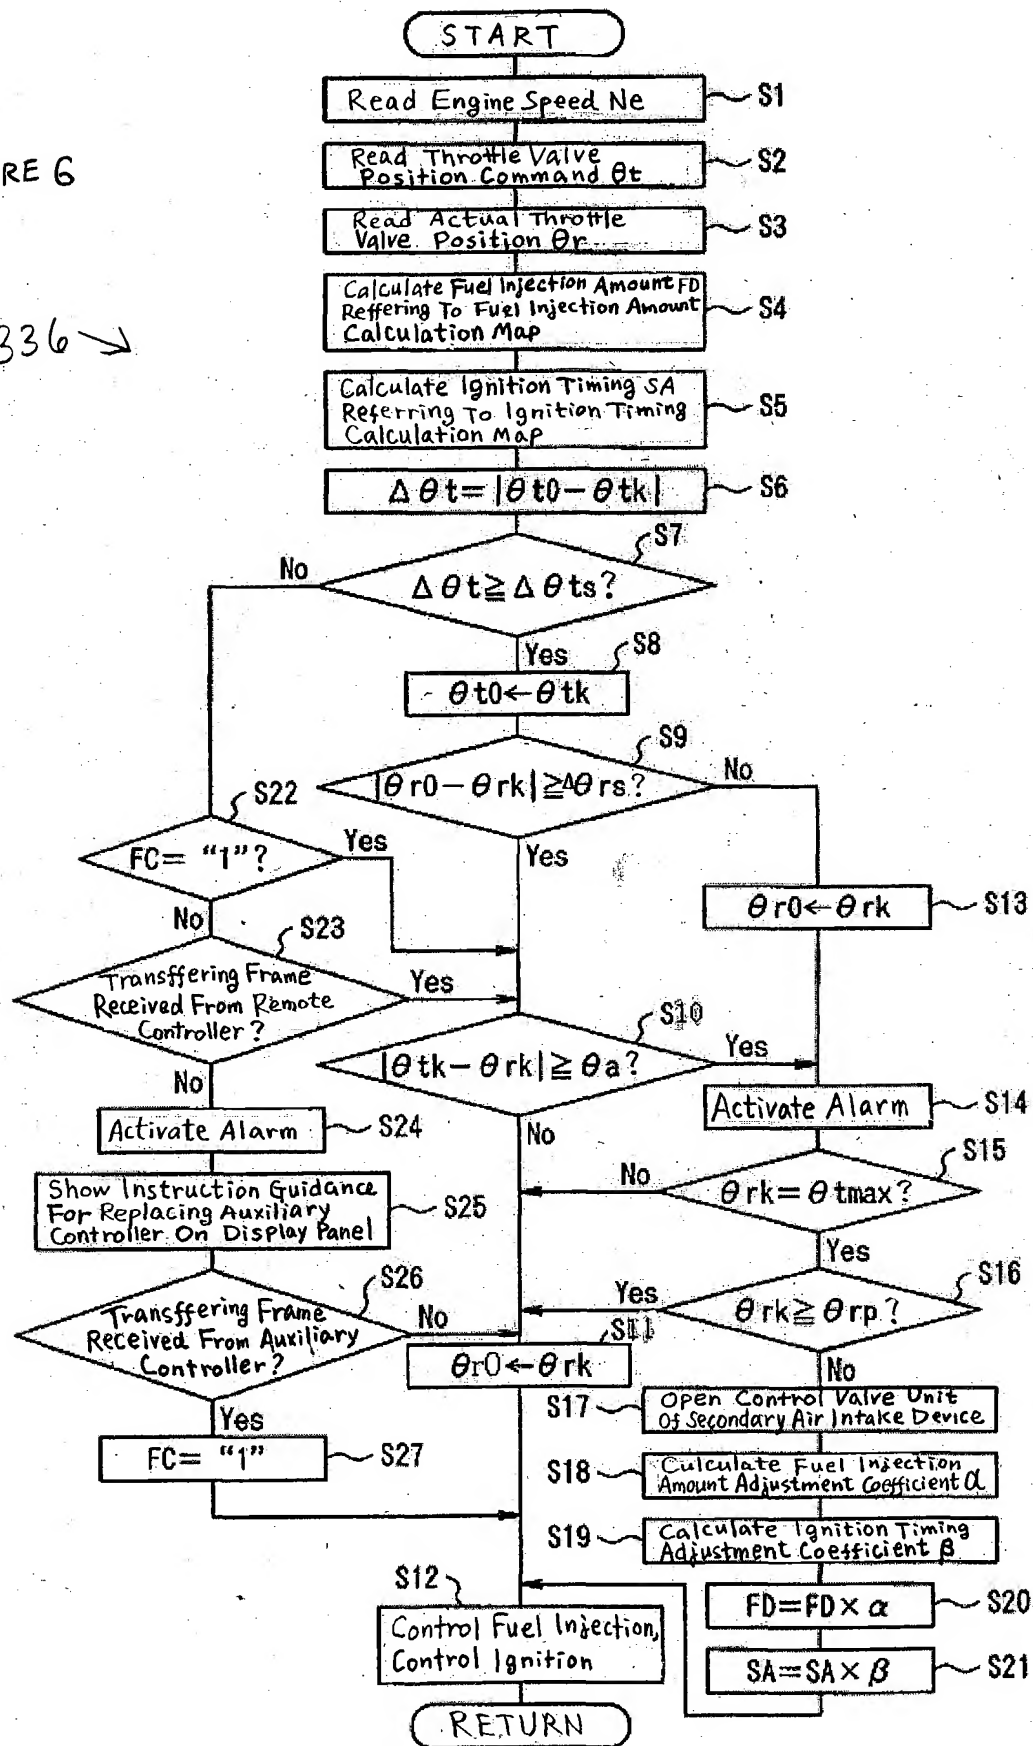 START
Read Engine Speed Ne
S1
RE 6
Read Throttle Valve
Position Command θt
S2
Read Actual Throttle
Valve Position θr
S3
Calculate Fuel Injection Amount FD
Reffering To Fuel Injection Amount
Calculation Map
S4
336
Calculate Ignition Timing SA
Referring To Ignition Timing
Calculation Map
S5
Δθt=|θt0-θtk|
S6
S7
No
Δθt≧Δθts?
Yes
S8
θt0←θtk
S9
|θr0-θrk|≧Δθrs?
No
S22
FC= “1”?
Yes
Yes
θr0←θrk
S13
No
S23
Transffering Frame
Received From Remote
Controller?
Yes
S10
|θtk-θrk|≧θa?
Yes
No
Activate Alarm
S24
No
Activate Alarm
S14
S15
θrk=θtmax?
No
Show Instruction Guidance
For Replacing Auxiliary
Controller On Display Panel
S25
Yes
S26
Transffering Frame
Received From Auxiliary
Controller?
No
S16
θrk≧θrp?
Yes
S11
θr0←θrk
No
S17
Open Control Valve Unit
Of Secondary Air Intake Device
Yes
FC= “1”
S27
S18
Culculate Fuel Injection
Amount Adjustment Coefficient α
S19
Calculate Ignition Timing
Adjustment Coefficient β
S12
Control Fuel Injection,
Control Ignition
FD=FD×α
S20
SA=SA×β
S21
RETURN